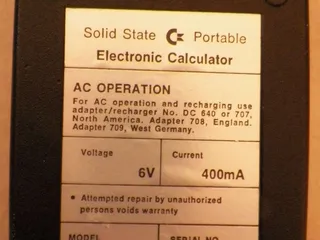 Solid State Portable
Electronic Calculator
AC OPERATION
For AC operation and recharging use
adapter/recharger No. DC 640 or 707,
North America. Adapter 708, England.
Adapter 709, West Germany.
Voltage Current
6V 400mA
• Attempted repair by unauthorized
persons voids warranty
MODEL SERIAL NO.